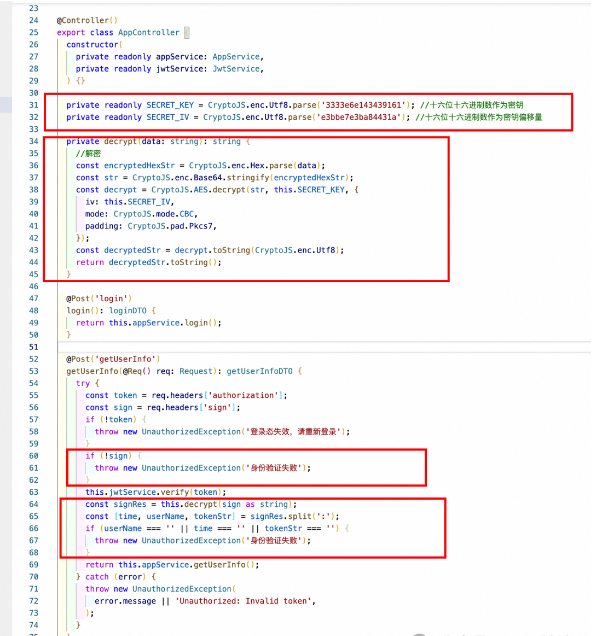 23
24 @Controller()
25 export class AppController {
26 constructor(
27 private readonly appService: AppService,
28 private readonly jwtService: JwtService,
29 ) {}
30
31 private readonly SECRET_KEY = CryptoJS.enc.Utf8.parse('3333e6e143439161'); //十六位十六进制数作为密钥
32 private readonly SECRET_IV = CryptoJS.enc.Utf8.parse('e3bbe7e3ba84431a'); //十六位十六进制数作为密钥偏移量
33
34 private decrypt(data: string): string {
35 //解密
36 const encryptedHexStr = CryptoJS.enc.Hex.parse(data);
37 const str = CryptoJS.enc.Base64.stringify(encryptedHexStr);
38 const decrypt = CryptoJS.AES.decrypt(str, this.SECRET_KEY, {
39 iv: this.SECRET_IV,
40 mode: CryptoJS.mode.CBC,
41 padding: CryptoJS.pad.Pkcs7,
42 });
43 const decryptedStr = decrypt.toString(CryptoJS.enc.Utf8);
44 return decryptedStr.toString();
45 }
46
47 @Post('login')
48 login(): loginDTO {
49 return this.appService.login();
50 }
51
52 @Post('getUserInfo')
53 getUserInfo(@Req() req: Request): getUserInfoDTO {
54 try {
55 const token = req.headers['authorization'];
56 const sign = req.headers['sign'];
57 if (!token) {
58 throw new UnauthorizedException('登录态失效，请重新登录');
59 }
60 if (!sign) {
61 throw new UnauthorizedException('身份验证失败');
62 }
63 this.jwtService.verify(token);
64 const signRes = this.decrypt(sign as string);
65 const [time, userName, tokenStr] = signRes.split(':');
66 if (userName === '' || time === '' || tokenStr === '') {
67 throw new UnauthorizedException('身份验证失败');
68 }
69 return this.appService.getUserInfo();
70 } catch (error) {
71 throw new UnauthorizedException(
72 error.message || 'Unauthorized: Invalid token',
73 );
74 }